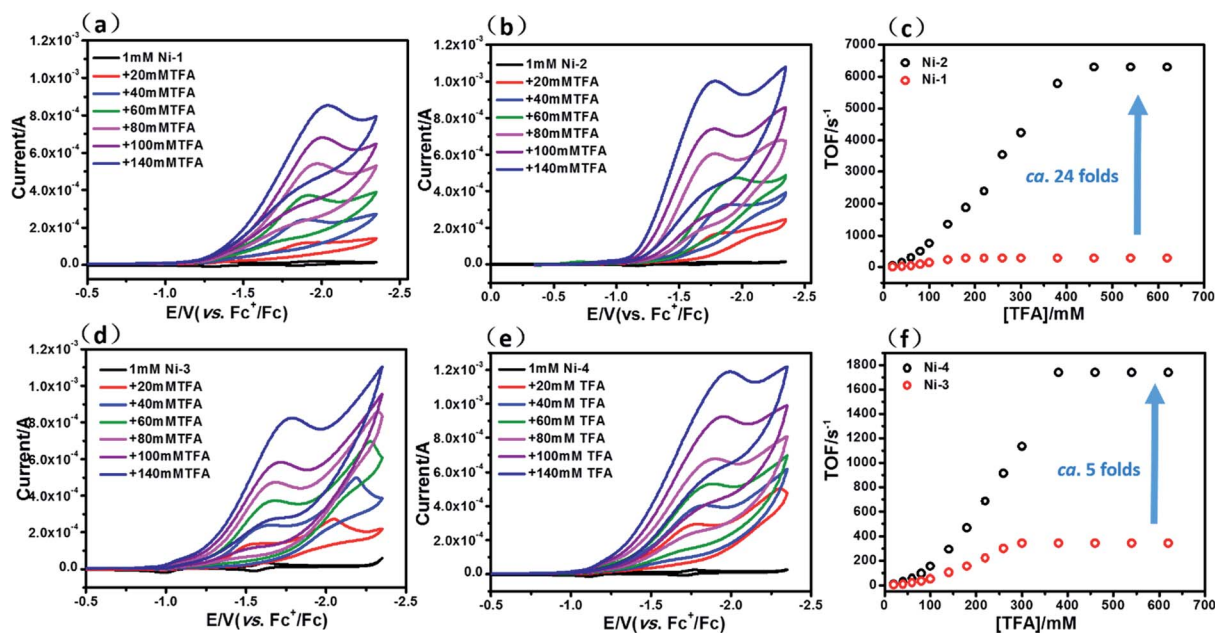 （a）
1.2x10⁻³
1.0x10⁻³
8.0x10⁻⁴
6.0x10⁻⁴
4.0x10⁻⁴
2.0x10⁻⁴
0.0
Current/A
1mM Ni-1
+20mMTFA
+40mMTFA
+60mMTFA
+80mMTFA
+100mMTFA
+140mMTFA
-0.5 -1.0 -1.5 -2.0 -2.5
E/V(vs. Fc⁺/Fc)
（b）
1.2x10⁻³
1.0x10⁻³
8.0x10⁻⁴
6.0x10⁻⁴
4.0x10⁻⁴
2.0x10⁻⁴
0.0
Current/A
1mM Ni-2
+20mMTFA
+40mMTFA
+60mMTFA
+80mMTFA
+100mMTFA
+140mMTFA
0.0 -0.5 -1.0 -1.5 -2.0 -2.5
E/V(vs. Fc⁺/Fc)
（c）
7000
6000
5000
4000
3000
2000
1000
0
TOF/s⁻¹
Ni-2
Ni-1
ca. 24 folds
0 100 200 300 400 500 600 700
[TFA]/mM
（d）
1.2x10⁻³
1.0x10⁻³
8.0x10⁻⁴
6.0x10⁻⁴
4.0x10⁻⁴
2.0x10⁻⁴
0.0
Current/A
1mM Ni-3
+20mMTFA
+40mMTFA
+60mMTFA
+80mMTFA
+100mMTFA
+140mMTFA
-0.5 -1.0 -1.5 -2.0 -2.5
E/V(vs. Fc⁺/Fc)
（e）
1.2x10⁻³
1.0x10⁻³
8.0x10⁻⁴
6.0x10⁻⁴
4.0x10⁻⁴
2.0x10⁻⁴
0.0
Current/A
1mM Ni-4
+20mM TFA
+40mM TFA
+60mM TFA
+80mM TFA
+100mM TFA
+140mM TFA
-0.5 -1.1 -1.5 -2.0 -2.5
E/V(vs. Fc⁺/Fc)
（f）
1800
1600
1400
1200
1000
800
600
400
200
0
TOF/s⁻¹
Ni-4
Ni-3
ca. 5 folds
0 100 200 300 400 500 600 700
[TFA]/mM